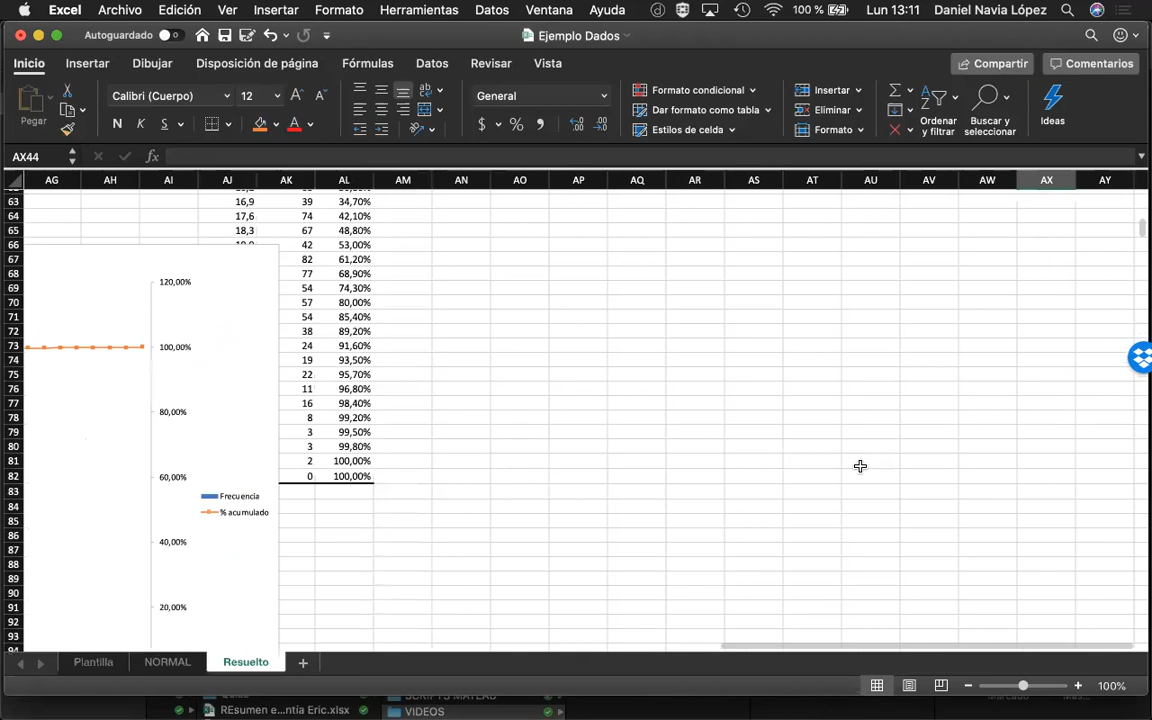 Excel Archivo Edición Ver Insertar Formato Herramientas Datos Ventana Ayuda 100 % Lun 13:11 Daniel Navia López
Autoguardado Ejemplo Dados
Inicio Insertar Dibujar Disposición de página Fórmulas Datos Revisar Vista Compartir Comentarios
Pegar Calibri (Cuerpo) 12 General Formato condicional Insertar
N K S Dar formato como tabla Eliminar Ordenar y filtrar Buscar y seleccionar Ideas
Estilos de celda Formato
AX44 fx
AG AH AI AJ AK AL AM AN AO AP AQ AR AS AT AU AV AW AX AY
63 16,9 39 34,70%
64 17,6 74 42,10%
65 18,3 67 48,80%
66 42 53,00%
67 82 61,20%
68 120,00% 77 68,90%
69 54 74,30%
70 57 80,00%
71 54 85,40%
72 38 89,20%
73 100,00% 24 91,60%
74 19 93,50%
75 22 95,70%
76 11 96,80%
77 80,00% 16 98,40%
78 8 99,20%
79 3 99,50%
80 3 99,80%
81 2 100,00%
82 60,00% 0 100,00%
83 Frecuencia
84 % acumulado
85
86 40,00%
87
88
89
90
91 20,00%
92
93
Plantilla NORMAL Resuelto
100%
REsumen e...ntía Eric.xlsx SCRIPTS MATLAB
VIDEOS